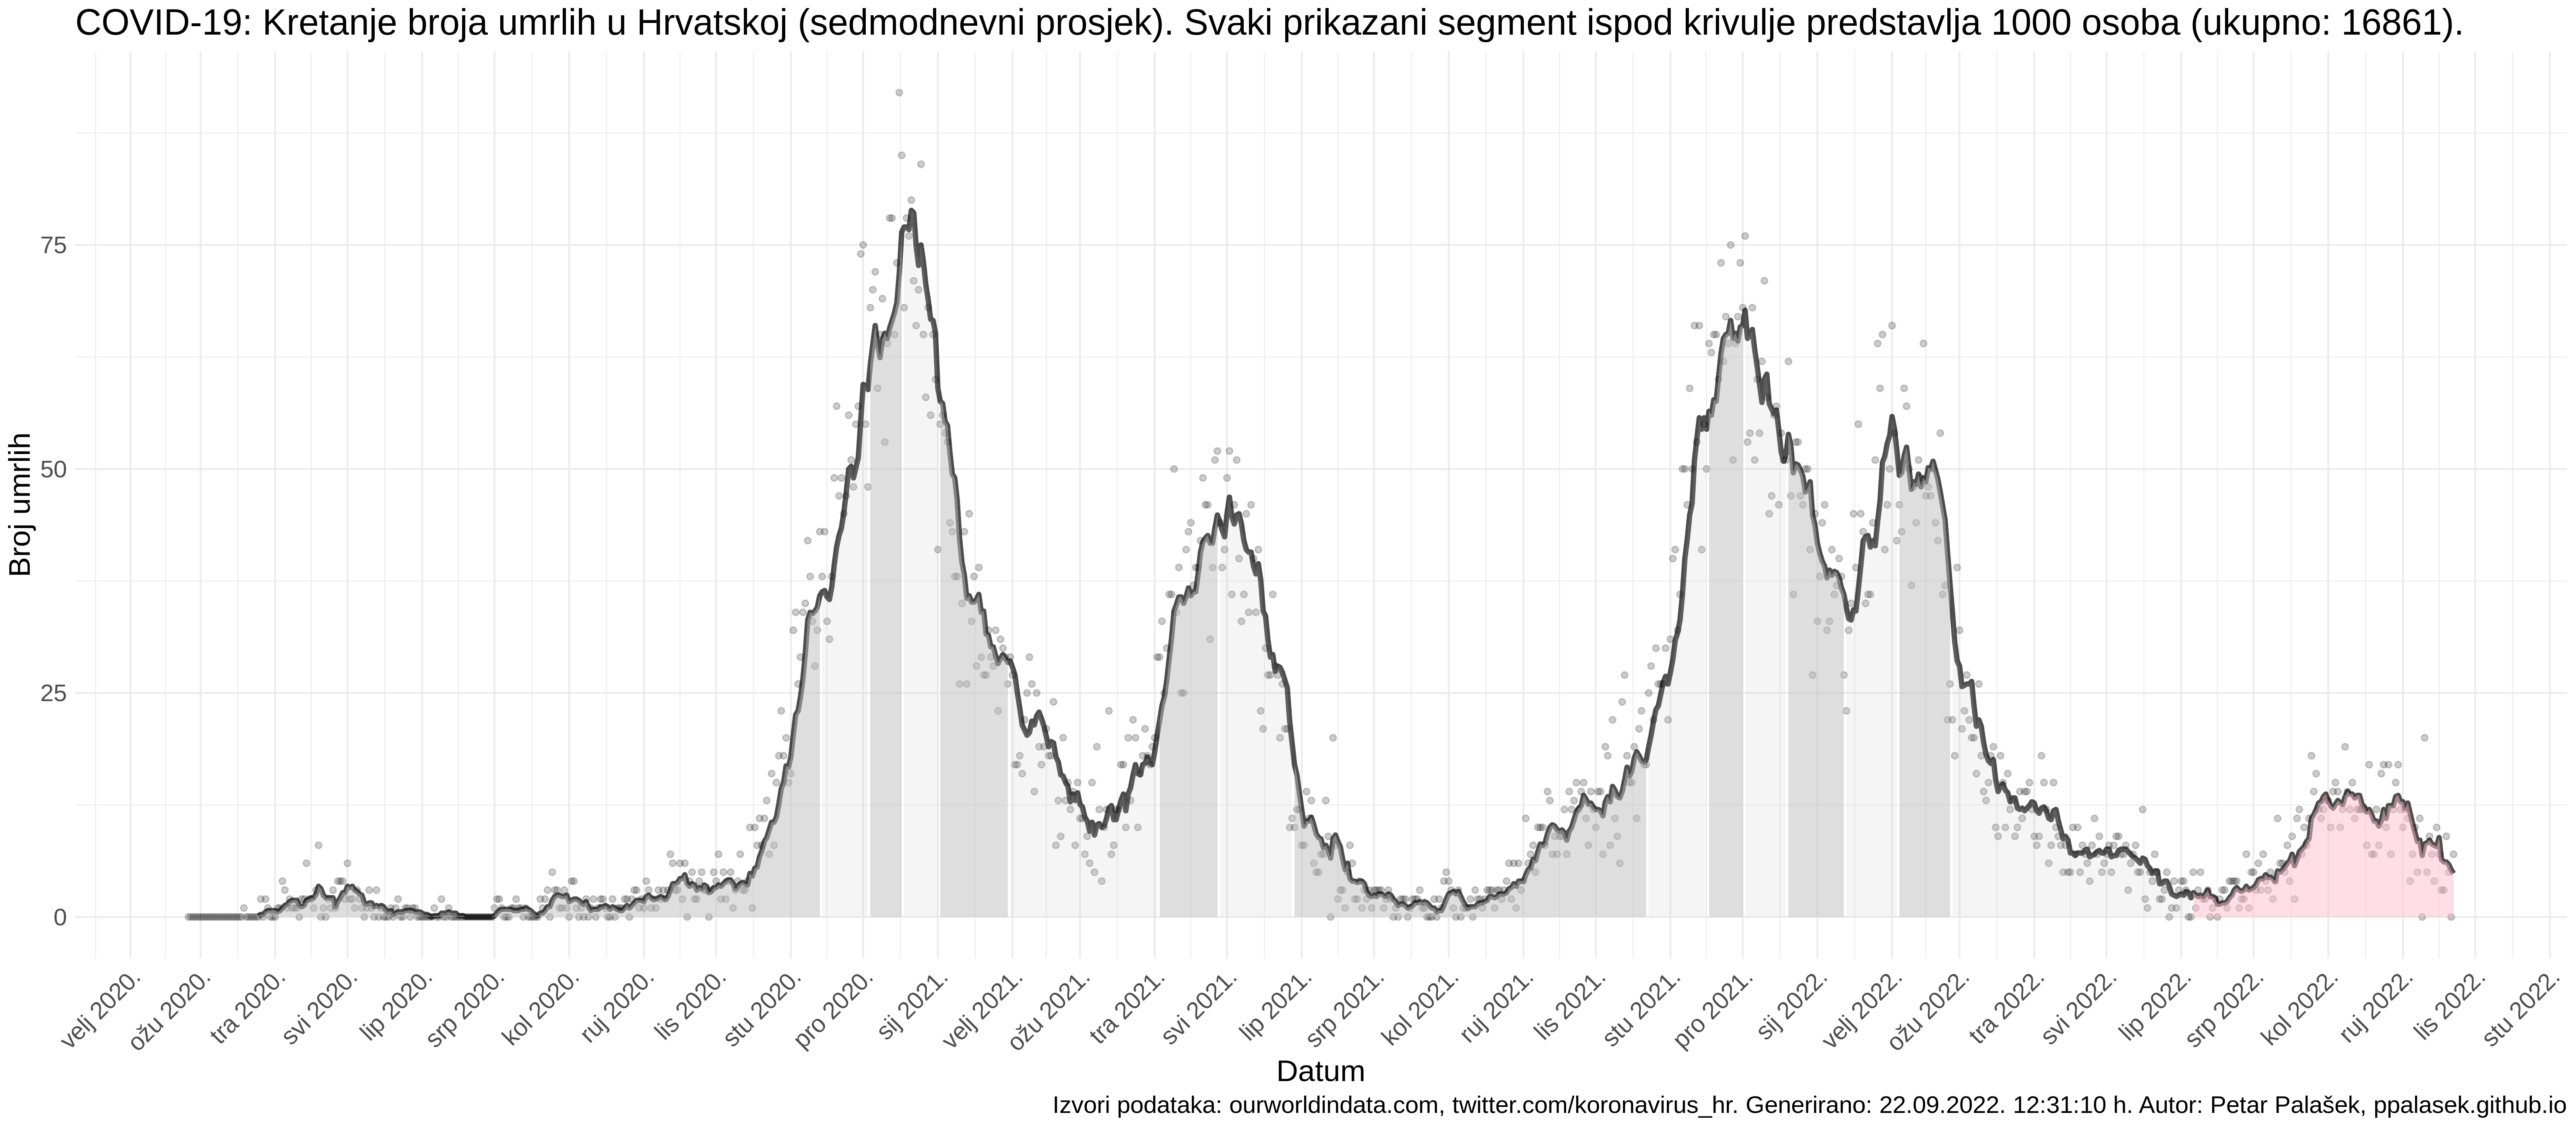 COVID-19: Kretanje broja umrlih u Hrvatskoj (sedmodnevni prosjek). Svaki prikazani segment ispod krivulje predstavlja 1000 osoba (ukupno: 16861).
Broj umrlih
75
50
25
0
velj 2020.
ožu 2020.
tra 2020.
svi 2020.
lip 2020.
srp 2020.
kol 2020.
ruj 2020.
lis 2020.
stu 2020.
pro 2020.
sij 2021.
velj 2021.
ožu 2021.
tra 2021.
svi 2021.
lip 2021.
srp 2021.
kol 2021.
ruj 2021.
lis 2021.
stu 2021.
pro 2021.
sij 2022.
velj 2022.
ožu 2022.
tra 2022.
svi 2022.
lip 2022.
srp 2022.
kol 2022.
ruj 2022.
lis 2022.
stu 2022.
Datum
Izvori podataka: ourworldindata.com, twitter.com/koronavirus_hr. Generirano: 22.09.2022. 12:31:10 h. Autor: Petar Palašek, ppalasek.github.io